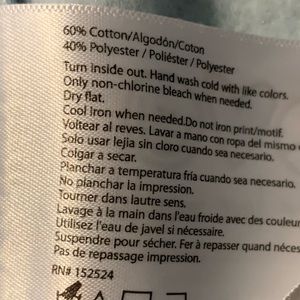 60% Cotton/Algodón/Coton
40% Polyester / Poliéster / Polyester
Turn inside out. Hand wash cold with like colors.
Only non-chlorine bleach when needed.
Dry flat.
Cool iron when needed.Do not iron print/motif.
Voltear al reves. Lavar a mano con ropa del mismo
Solo usar lejia sin cloro cuando sea necesario.
Colgar a secar.
Planchar a temperatura fría cuando sea necesario.
No planchar la impresión.
Tourner dans lautre sens.
Lavage à la main dans l'eau froide avec des couleur
Utilisez l'eau de javel si nécessaire.
Suspendre pour sécher. Fer à repasser quand néces
Pas de repassage impression.
RN# 152524